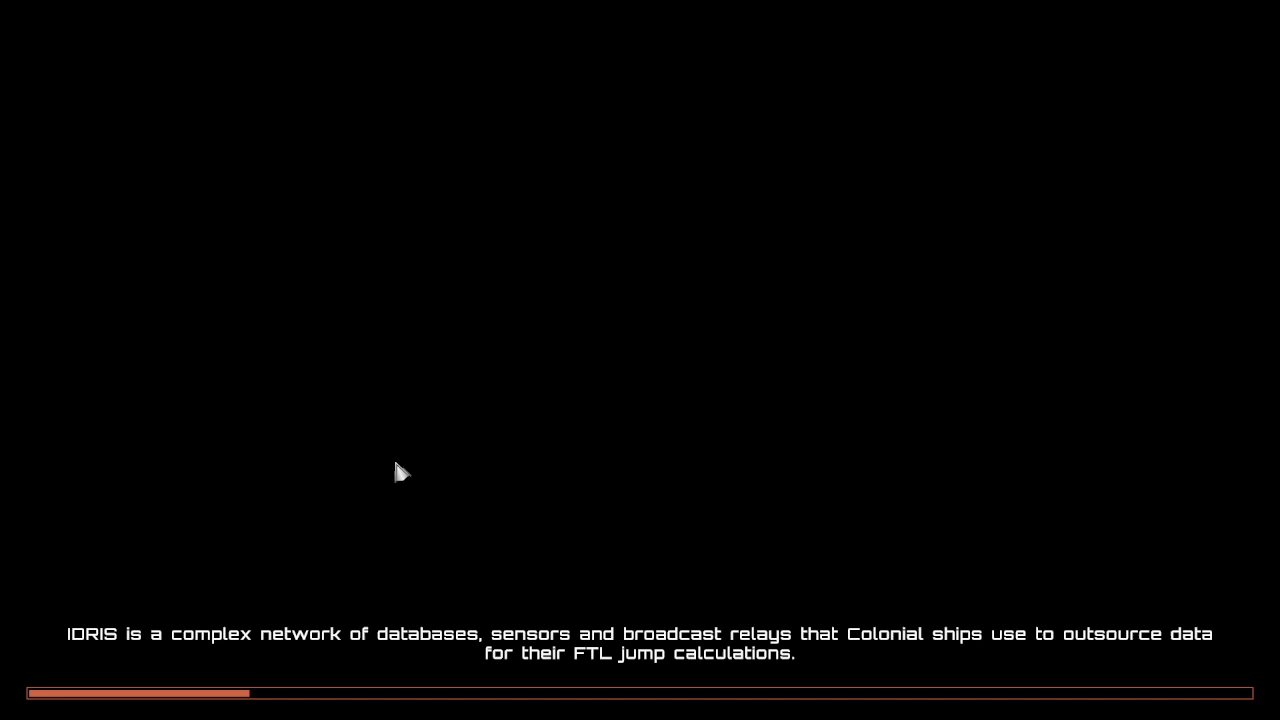 IDRIS is a complex network of databases, sensors and broadcast relays that Colonial ships use to outsource data
for their FTL jump calculations.